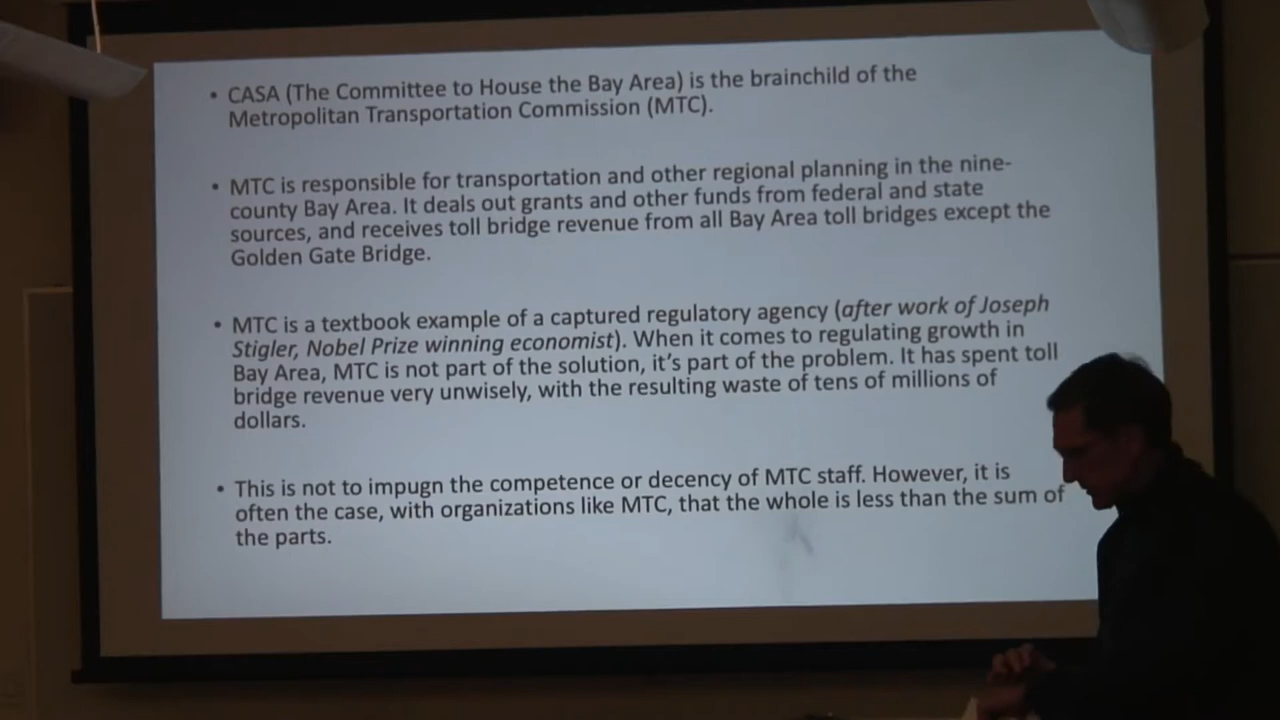 • CASA (The Committee to House the Bay Area) is the brainchild of the
Metropolitan Transportation Commission (MTC).
• MTC is responsible for transportation and other regional planning in the nine-
county Bay Area. It deals out grants and other funds from federal and state
sources, and receives toll bridge revenue from all Bay Area toll bridges except the
Golden Gate Bridge.
• MTC is a textbook example of a captured regulatory agency (after work of Joseph
Stigler, Nobel Prize winning economist). When it comes to regulating growth in
Bay Area, MTC is not part of the solution, it's part of the problem. It has spent toll
bridge revenue very unwisely, with the resulting waste of tens of millions of
dollars.
• This is not to impugn the competence or decency of MTC staff. However, it is
often the case, with organizations like MTC, that the whole is less than the sum of
the parts.